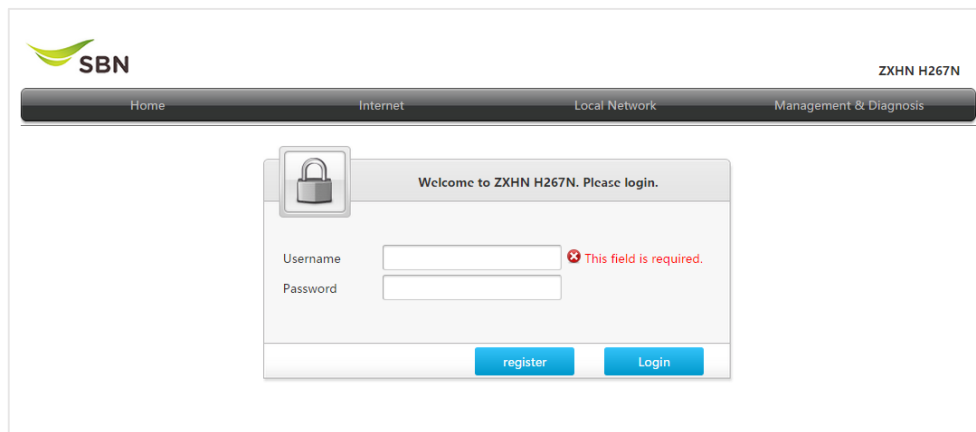 SBN
ZXHN H267N
Home Internet Local Network Management & Diagnosis
Welcome to ZXHN H267N. Please login.
Username This field is required.
Password
register Login